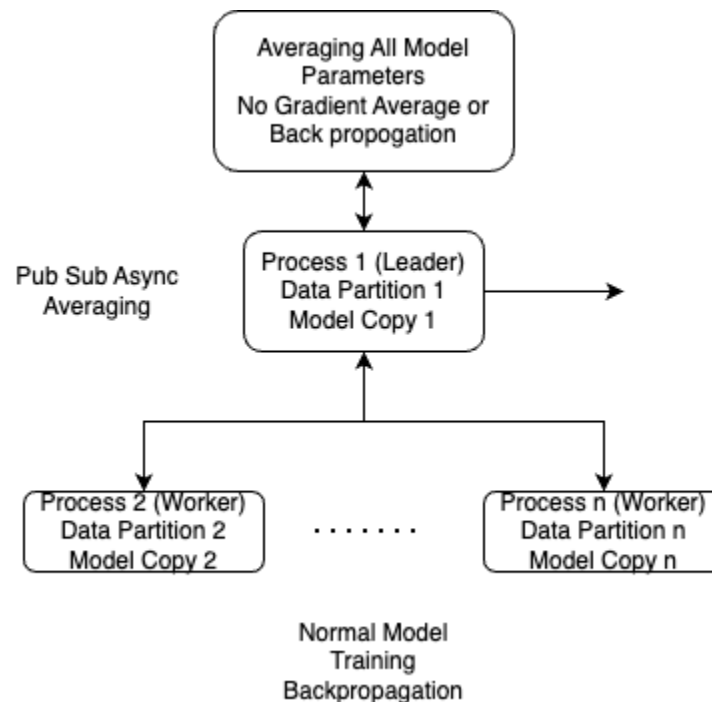 Averaging All Model
Parameters
No Gradient Average or
Back propogation
Pub Sub Async
Averaging
Process 1 (Leader)
Data Partition 1
Model Copy 1
Process 2 (Worker)
Data Partition 2
Model Copy 2
. . . . . . .
Process n (Worker)
Data Partition n
Model Copy n
Normal Model
Training
Backpropagation